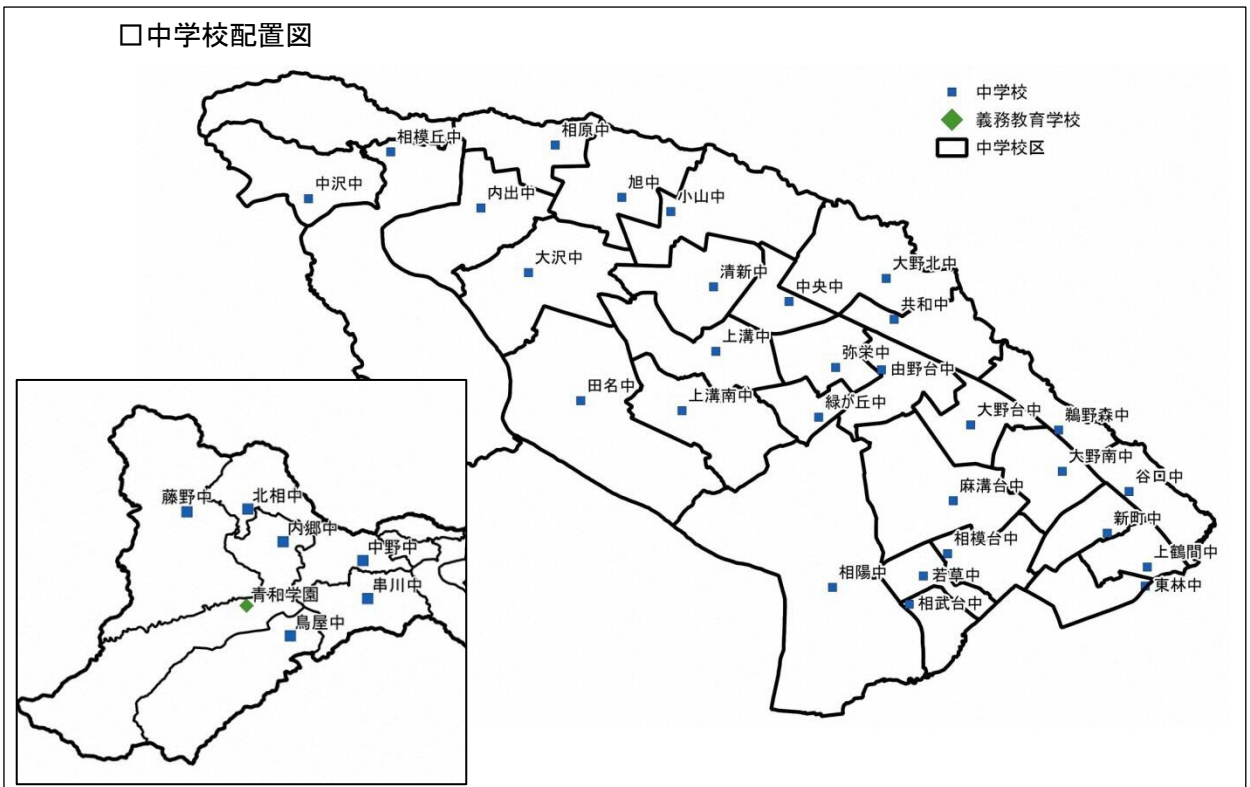 □中学校配置図
中学校
義務教育学校
中学校区
相模丘中
相原中
中沢中
内出中
旭中
小山中
大沢中
清新中
中央中
大野北中
共和中
上溝中
弥栄中
由野台中
田名中
上溝南中
緑が丘中
大野台中
鵜野森中
大野南中
谷口中
麻溝台中
新町中
相模台中
上鶴間中
相陽中
若草中
東林中
相武台中
藤野中
北相中
内郷中
中野中
青和学園
串川中
鳥屋中